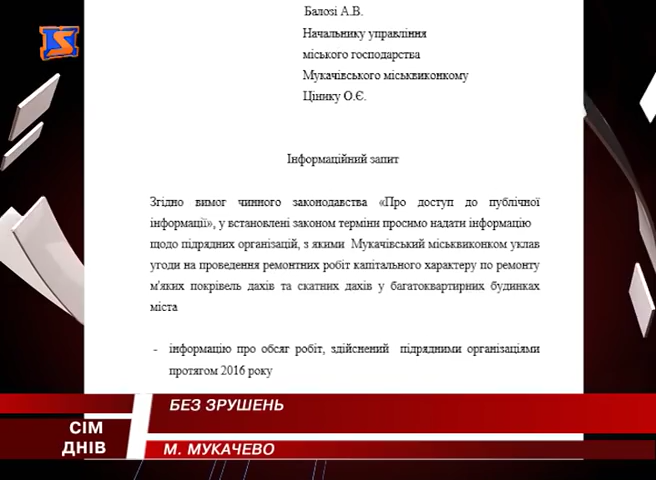 Балозі А.В.
Начальнику управління
міського господарства
Мукачівського міськвиконкому
Цінику О.Є.
Інформаційний запит
Згідно вимог чинного законодавства «Про доступ до публічної
інформації», у встановлені законом терміни просимо надати інформацію
щодо підрядних організацій, з якими Мукачівський міськвиконком уклав
угоди на проведення ремонтних робіт капітального характеру по ремонту
м'яких покрівель дахів та скатних дахів у багатоквартирних будинках
міста
- інформацію про обсяг робіт, здійснений підрядними організаціями
протягом 2016 року
БЕЗ ЗРУШЕНЬ
СІМ
ДНІВ
М. МУКАЧЕВО